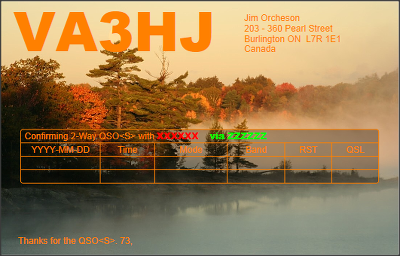 VA3HJ
Jim Orcheson
203 - 360 Pearl Street
Burlington ON L7R 1E1
Canada
Confirming 2-Way QSO<S> with XXXXXX via ZZZZZZ
YYYY-MM-DD Time Mode Band RST QSL
Thanks for the QSO<S>. 73,